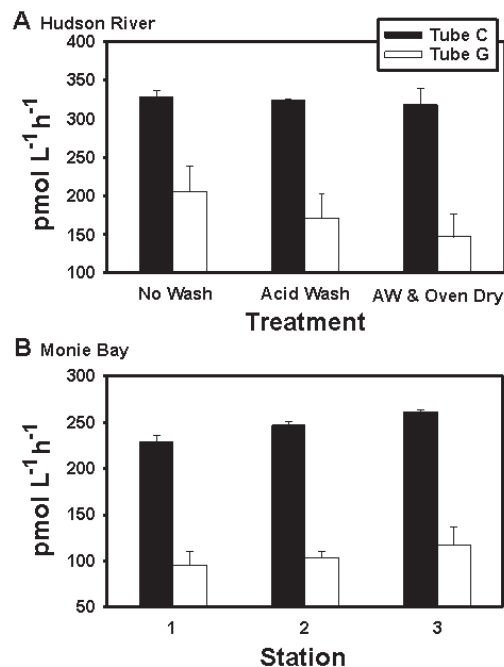 A Hudson River
Tube C
Tube G
400
350
300
250
200
150
100
pmol L⁻¹h⁻¹
No Wash Acid Wash AW & Oven Dry
Treatment
B Monie Bay
300
250
200
150
100
50
pmol L⁻¹h⁻¹
1 2 3
Station